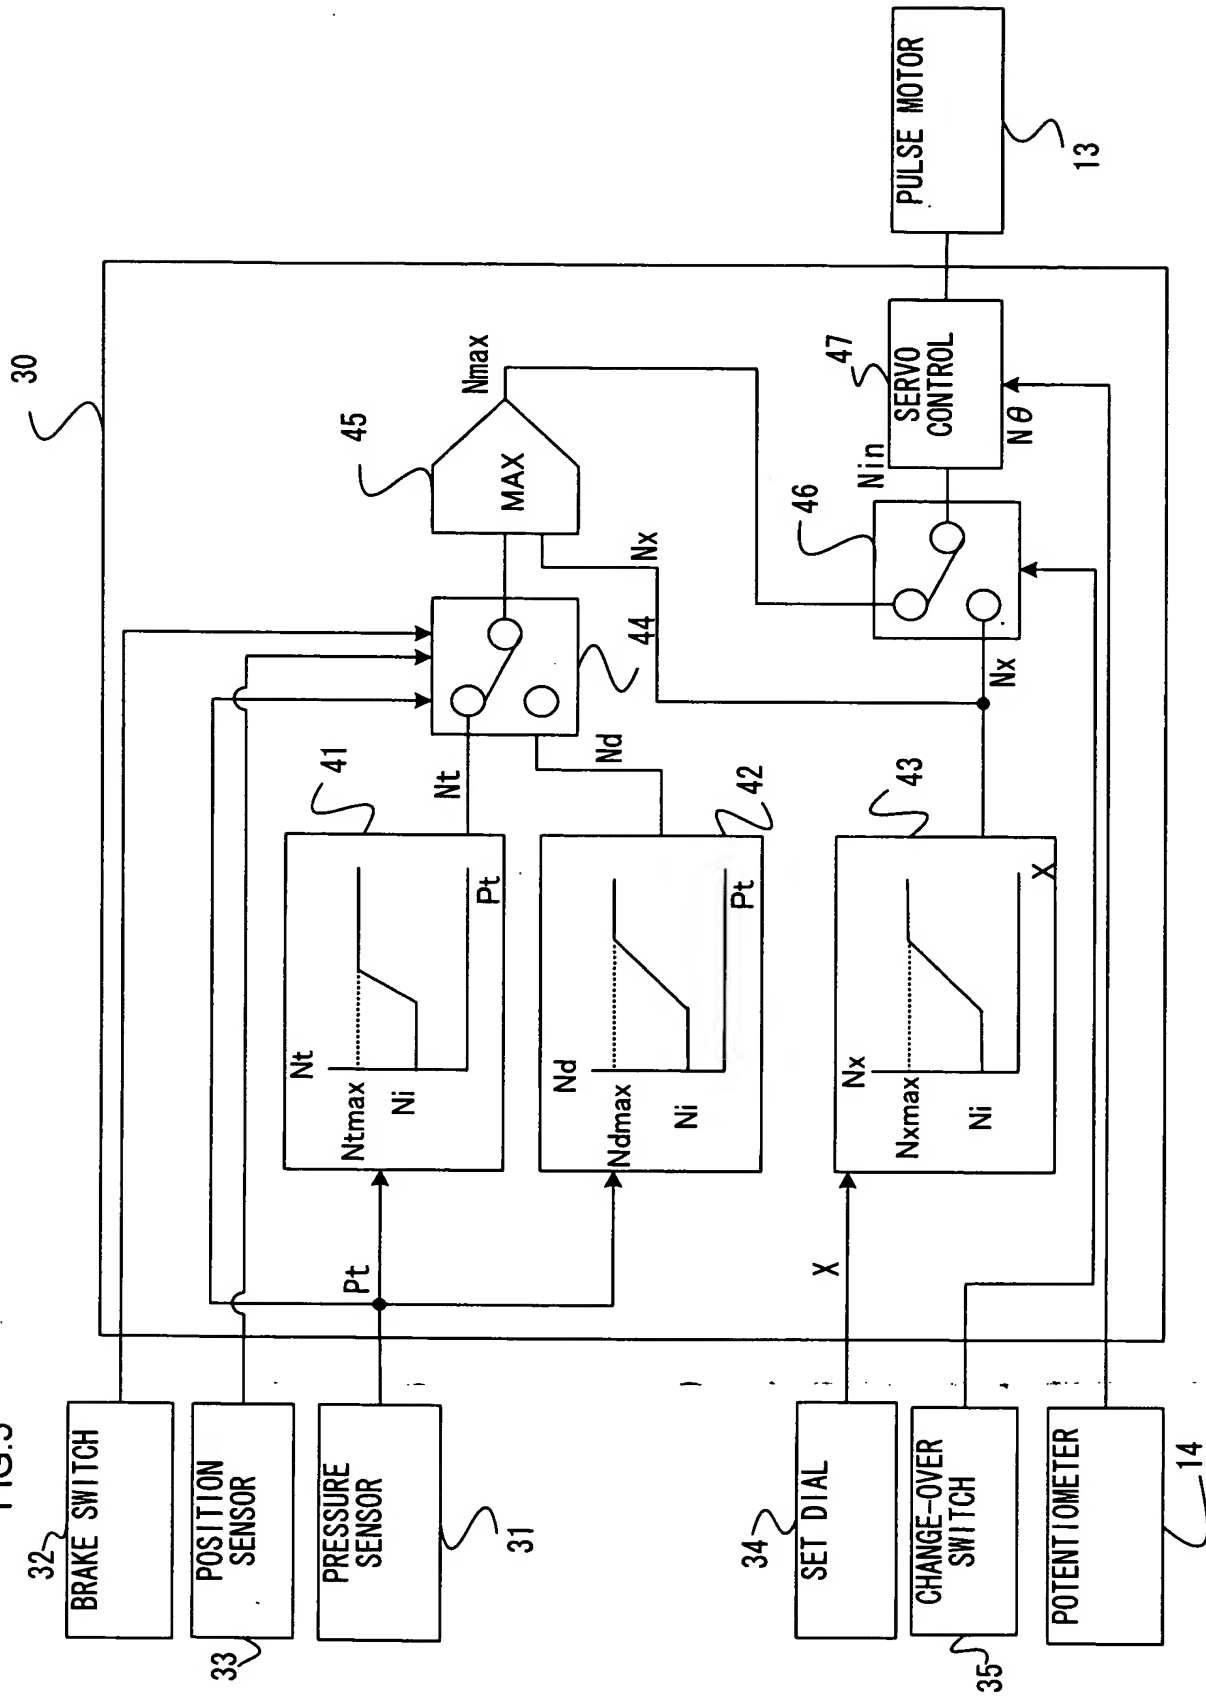 32
BRAKE SWITCH
POSITION
SENSOR
33
PRESSURE
SENSOR
31
34
SET DIAL
CHANGE-OVER
SWITCH
35
POTENTIOMETER
14
30
Pt
X
Nt
Ntmax
Ni
Pt
41
Nd
Ndmax
Ni
Pt
42
Nx
Nxmax
Ni
X
43
Nt
Nd
44
Nx
MAX
45
Nmax
Nx
46
Nin
SERVO
CONTROL
47
Nθ
PULSE MOTOR
13